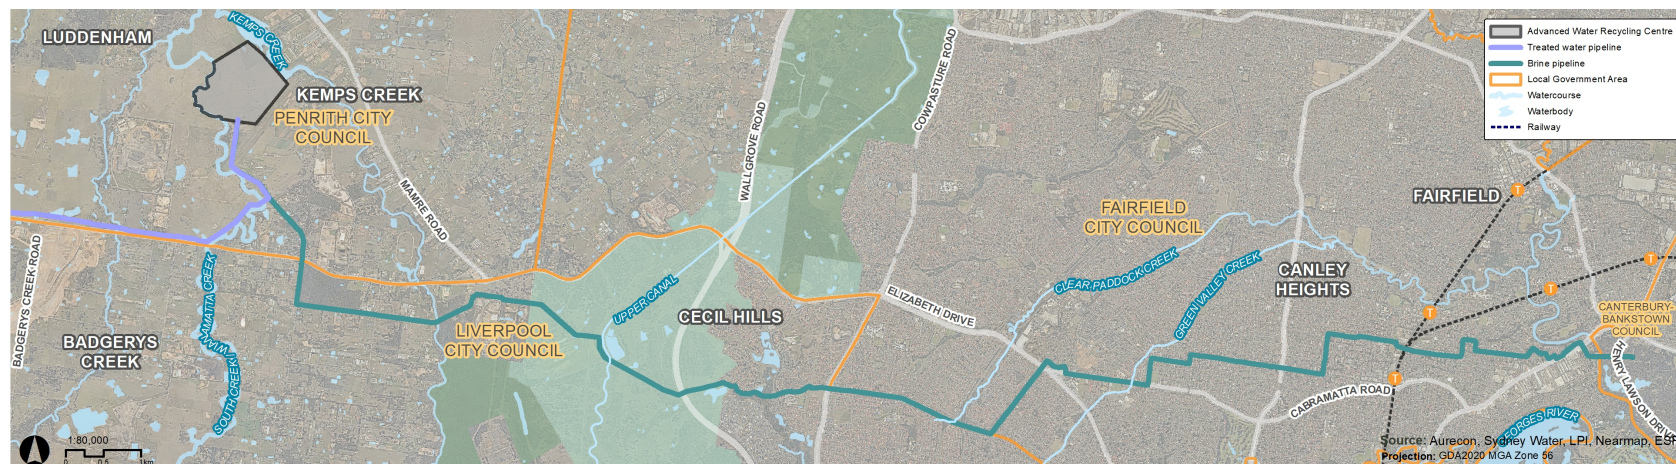 LUDDENHAM
KEMPS CREEK
KEMPS CREEK
PENRITH CITY
COUNCIL
MAMRE ROAD
WALLGROVE ROAD
COWPASTURE ROAD
Advanced Water Recycling Centre
Treated water pipeline
Brine pipeline
Local Government Area
Watercourse
Waterbody
Railway
FAIRFIELD
T
FAIRFIELD
CITY COUNCIL
BADGERYS CREEK ROAD
WIANAMATTA CREEK
SOUTH CREEK
BADGERYS
CREEK
UPPER CANAL
CECIL HILLS
ELIZABETH DRIVE
CLEAR PADDOCK CREEK
GREEN VALLEY CREEK
CANLEY
HEIGHTS
T
T
T
CANTERBURY-
BANKSTOWN
COUNCIL
LIVERPOOL
CITY COUNCIL
HENRY LAWSON DRIVE
T
CABRAMATTA ROAD
FORGES RIVER
1:80,000
0 0.5 1km
Source: Aurecon, Sydney Water, LPI, Nearmap, ESR
Projection: GDA2020 MGA Zone 56